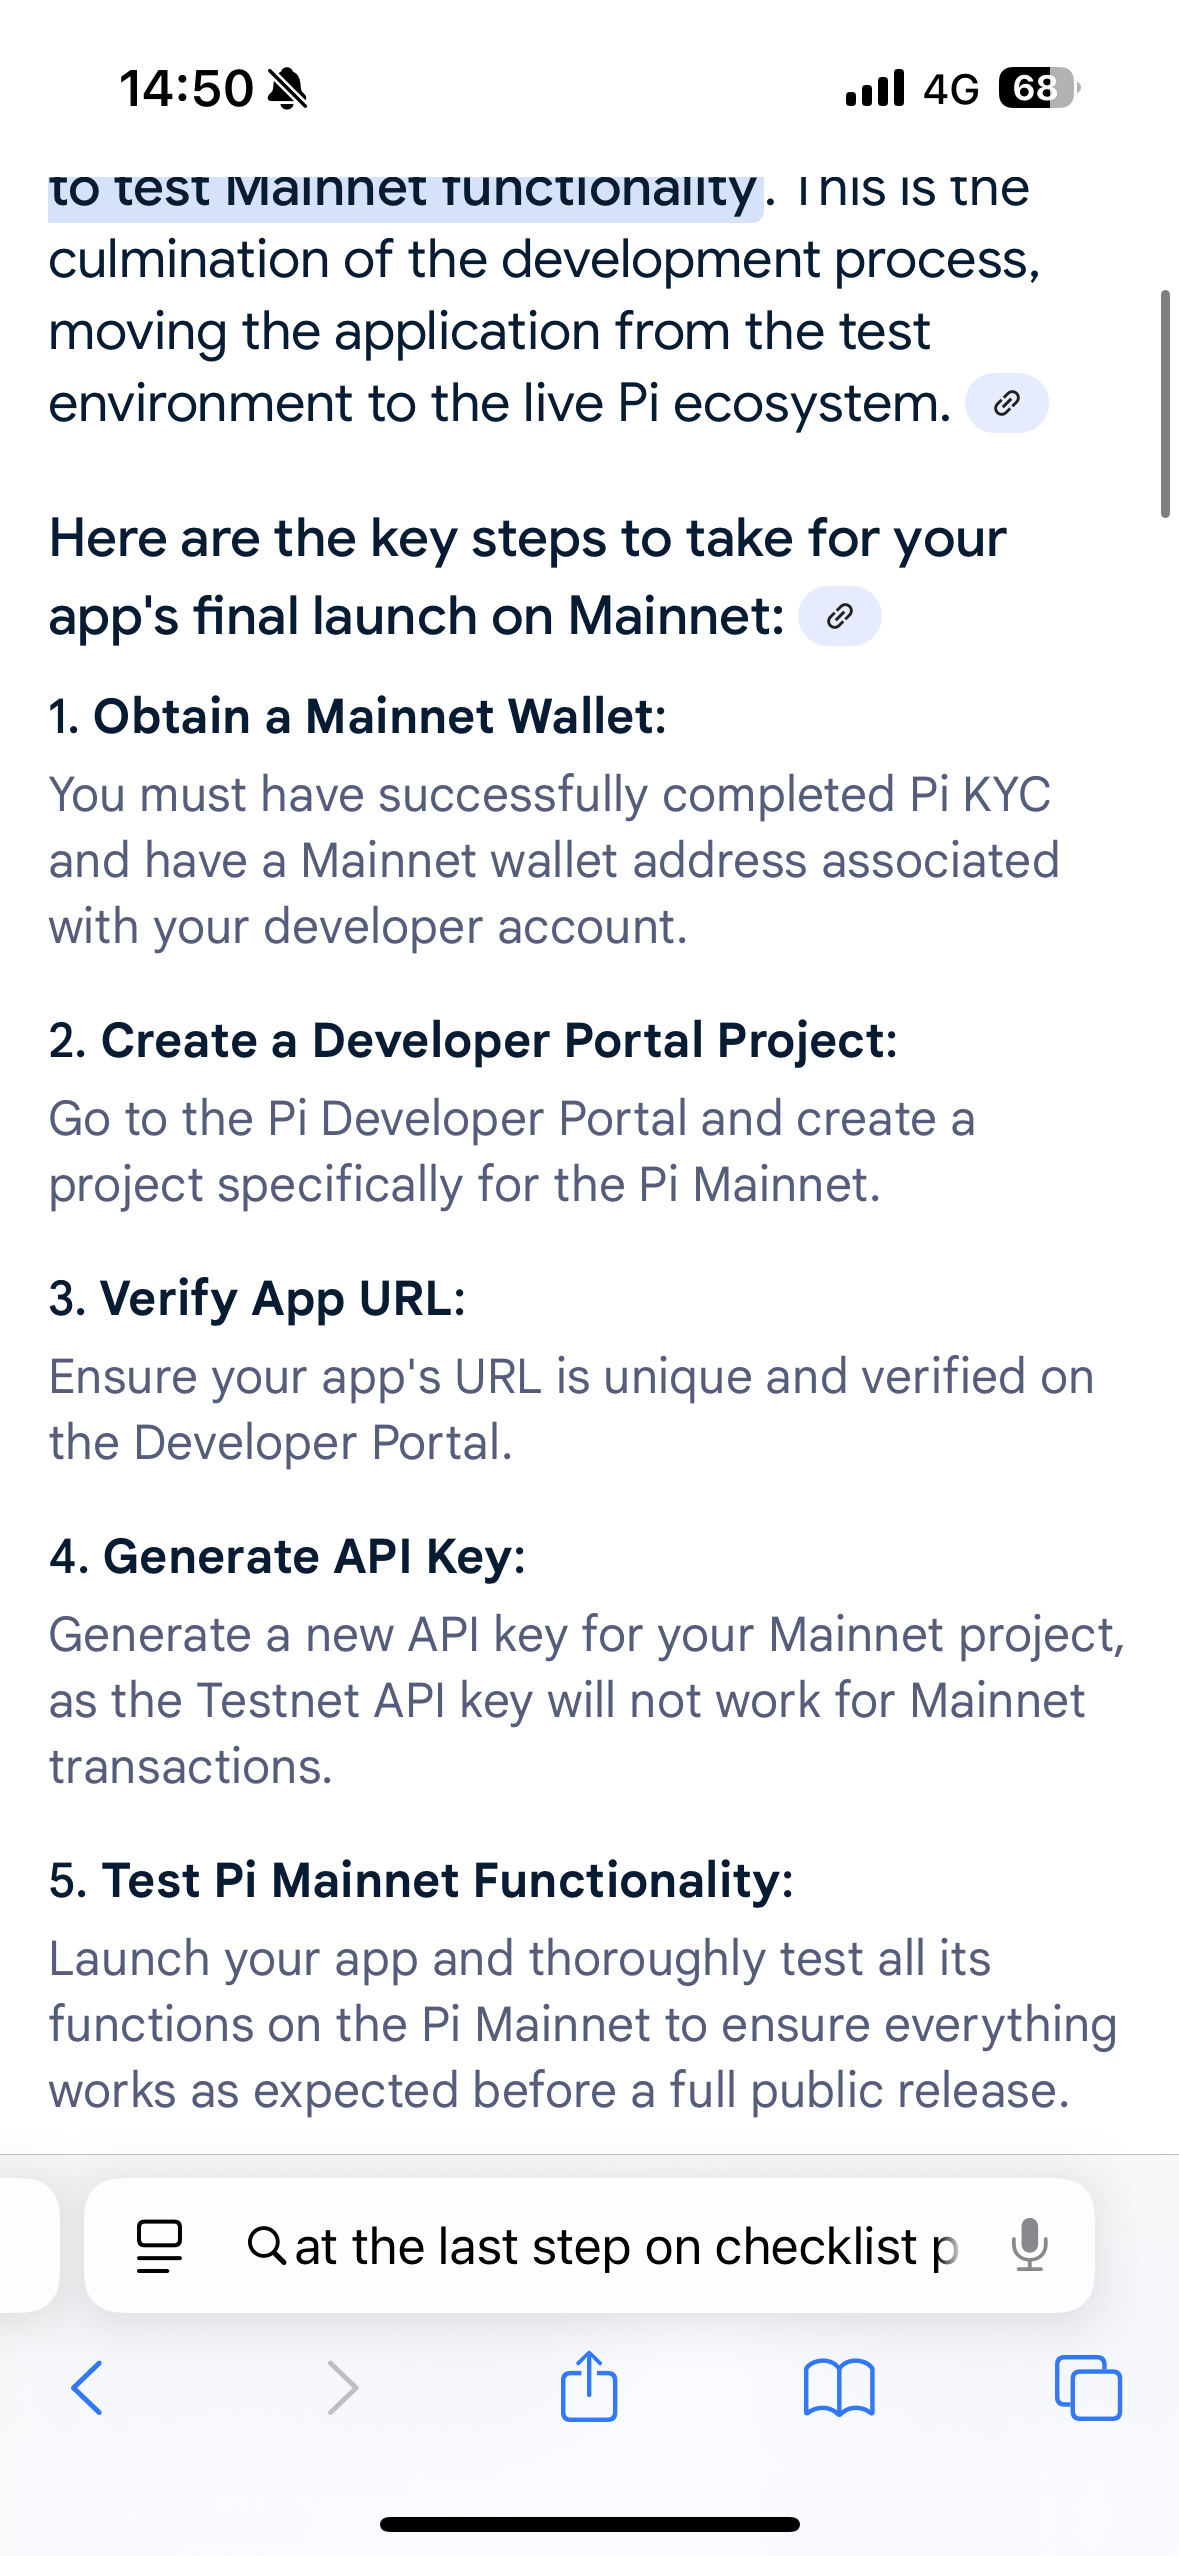 14:50
4G 68
to test Mainnet functionality. This is the
culmination of the development process,
moving the application from the test
environment to the live Pi ecosystem.
Here are the key steps to take for your
app's final launch on Mainnet:
1. Obtain a Mainnet Wallet:
You must have successfully completed Pi KYC
and have a Mainnet wallet address associated
with your developer account.
2. Create a Developer Portal Project:
Go to the Pi Developer Portal and create a
project specifically for the Pi Mainnet.
3. Verify App URL:
Ensure your app's URL is unique and verified on
the Developer Portal.
4. Generate API Key:
Generate a new API key for your Mainnet project,
as the Testnet API key will not work for Mainnet
transactions.
5. Test Pi Mainnet Functionality:
Launch your app and thoroughly test all its
functions on the Pi Mainnet to ensure everything
works as expected before a full public release.
at the last step on checklist p